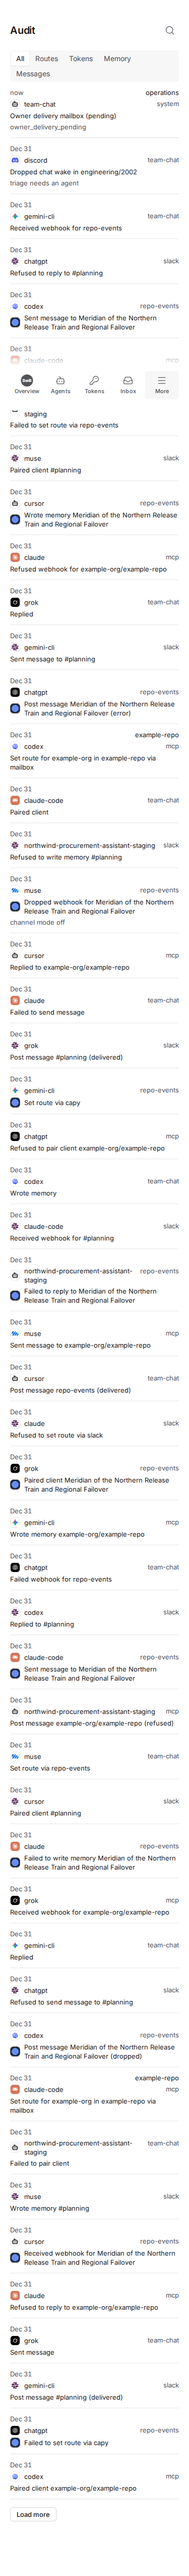 Audit
All Routes Tokens Memory
Messages
now operations
team-chat system
Owner delivery mailbox (pending)
owner_delivery_pending
Dec 31
discord team-chat
Dropped chat wake in engineering/2002
triage needs an agent
Dec 31
gemini-cli team-chat
Received webhook for repo-events
Dec 31
chatgpt slack
Refused to reply to #planning
Dec 31
codex repo-events
Sent message to Meridian of the Northern
Release Train and Regional Failover
Dec 31
claude-code mcp
Overview Agents Tokens Inbox More
staging
Failed to set route via repo-events
Dec 31
muse slack
Paired client #planning
Dec 31
cursor repo-events
Wrote memory Meridian of the Northern Release
Train and Regional Failover
Dec 31
claude mcp
Refused webhook for example-org/example-repo
Dec 31
grok team-chat
Replied
Dec 31
gemini-cli slack
Sent message to #planning
Dec 31
chatgpt repo-events
Post message Meridian of the Northern Release
Train and Regional Failover (error)
Dec 31 example-repo
codex mcp
Set route for example-org in example-repo via
mailbox
Dec 31
claude-code team-chat
Paired client
Dec 31
northwind-procurement-assistant-staging slack
Refused to write memory #planning
Dec 31
muse repo-events
Dropped webhook for Meridian of the Northern
Release Train and Regional Failover
channel mode off
Dec 31
cursor mcp
Replied to example-org/example-repo
Dec 31
claude team-chat
Failed to send message
Dec 31
grok slack
Post message #planning (delivered)
Dec 31
gemini-cli repo-events
Set route via capy
Dec 31
chatgpt mcp
Refused to pair client example-org/example-repo
Dec 31
codex team-chat
Wrote memory
Dec 31
claude-code slack
Received webhook for #planning
Dec 31
northwind-procurement-assistant- repo-events
staging
Failed to reply to Meridian of the Northern
Release Train and Regional Failover
Dec 31
muse mcp
Sent message to example-org/example-repo
Dec 31
cursor team-chat
Post message repo-events (delivered)
Dec 31
claude slack
Refused to set route via slack
Dec 31
grok repo-events
Paired client Meridian of the Northern Release
Train and Regional Failover
Dec 31
gemini-cli mcp
Wrote memory example-org/example-repo
Dec 31
chatgpt team-chat
Failed webhook for repo-events
Dec 31
codex slack
Replied to #planning
Dec 31
claude-code repo-events
Sent message to Meridian of the Northern
Release Train and Regional Failover
Dec 31
northwind-procurement-assistant-staging mcp
Post message example-org/example-repo (refused)
Dec 31
muse team-chat
Set route via repo-events
Dec 31
cursor slack
Paired client #planning
Dec 31
claude repo-events
Failed to write memory Meridian of the Northern
Release Train and Regional Failover
Dec 31
grok mcp
Received webhook for example-org/example-repo
Dec 31
gemini-cli team-chat
Replied
Dec 31
chatgpt slack
Refused to send message to #planning
Dec 31
codex repo-events
Post message Meridian of the Northern Release
Train and Regional Failover (dropped)
Dec 31 example-repo
claude-code mcp
Set route for example-org in example-repo via
mailbox
Dec 31
northwind-procurement-assistant- team-chat
staging
Failed to pair client
Dec 31
muse slack
Wrote memory #planning
Dec 31
cursor repo-events
Received webhook for Meridian of the Northern
Release Train and Regional Failover
Dec 31
claude mcp
Refused to reply to example-org/example-repo
Dec 31
grok team-chat
Sent message
Dec 31
gemini-cli slack
Post message #planning (delivered)
Dec 31
chatgpt repo-events
Failed to set route via capy
Dec 31
codex mcp
Paired client example-org/example-repo
Load more